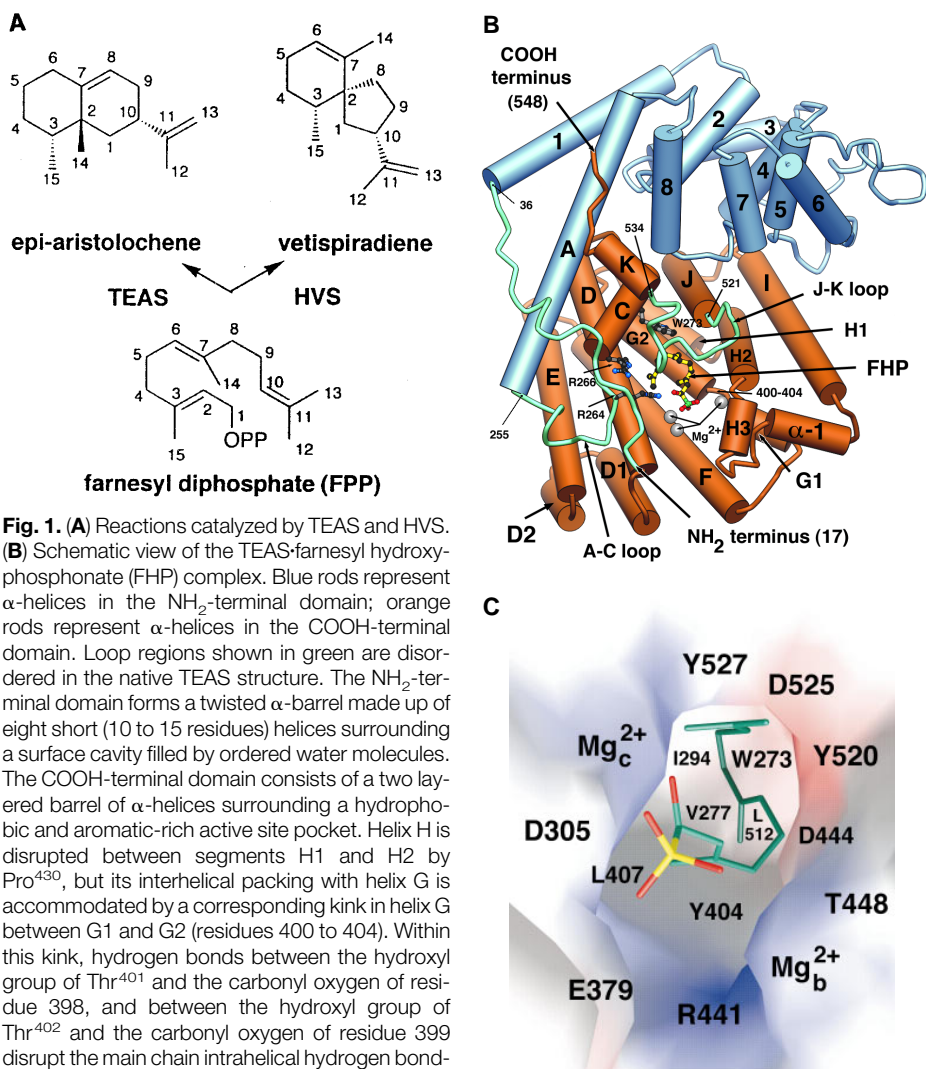 A
6
8
5
7
9
4
3
2
10
11
13
1
14
12
15
6
14
5
7
8
4
3
2
9
1
10
15
11
13
12
epi-aristolochene
vetispiradiene
TEAS
HVS
6
8
5
7
9
14
10
13
4
3
2
11
1
OPP
12
15
farnesyl diphosphate (FPP)
B
COOH
terminus
(548)
1
2
3
4
5
6
7
8
36
A
534
K
J
521
I
D
C
W273
J-K loop
G2
H1
H2
E
R266
FHP
400-404
R264
Mg2+
H3
α-1
255
D1
F
G1
D2
A-C loop
NH2 terminus (17)
Fig. 1. (A) Reactions catalyzed by TEAS and HVS.
(B) Schematic view of the TEAS•farnesyl hydroxy-
phosphonate (FHP) complex. Blue rods represent
α-helices in the NH2-terminal domain; orange
rods represent α-helices in the COOH-terminal
domain. Loop regions shown in green are disor-
dered in the native TEAS structure. The NH2-ter-
minal domain forms a twisted α-barrel made up of
eight short (10 to 15 residues) helices surrounding
a surface cavity filled by ordered water molecules.
The COOH-terminal domain consists of a two lay-
ered barrel of α-helices surrounding a hydropho-
bic and aromatic-rich active site pocket. Helix H is
disrupted between segments H1 and H2 by
Pro430, but its interhelical packing with helix G is
accommodated by a corresponding kink in helix G
between G1 and G2 (residues 400 to 404). Within
this kink, hydrogen bonds between the hydroxyl
group of Thr401 and the carbonyl oxygen of resi-
due 398, and between the hydroxyl group of
Thr402 and the carbonyl oxygen of residue 399
disrupt the main chain intrahelical hydrogen bond-
C
Y527
D525
Mgc2+
I294
W273
Y520
V277
L
512
D305
D444
L407
Y404
T448
Mgb2+
E379
R441